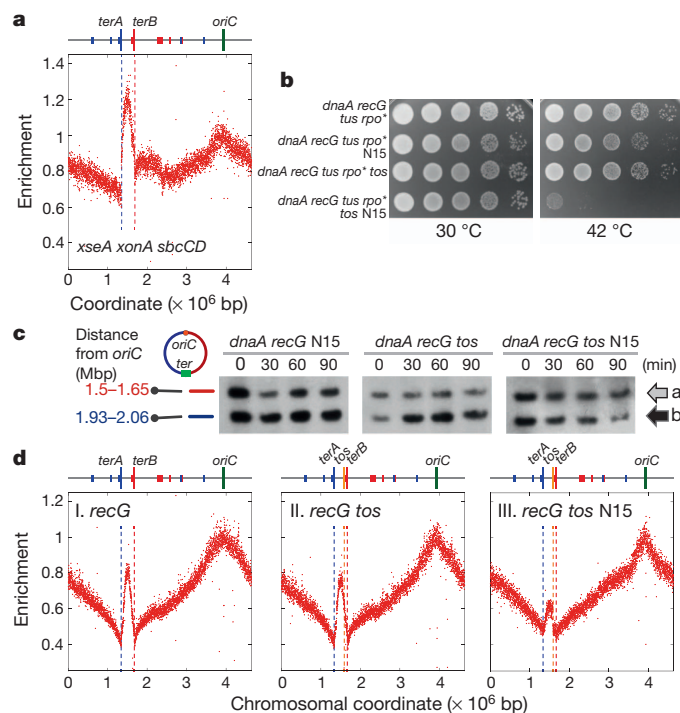 a
terA terB oriC
1.4
1.2
1.0
0.8
0.6
0.4
Enrichment
xseA xonA sbcCD
0 1 2 3 4
Coordinate (× 10⁶ bp)
b
dnaA recG
tus rpo*
dnaA recG tus rpo*
N15
dnaA recG tus rpo* tos
dnaA recG tus rpo*
tos N15
30 °C 42 °C
c
Distance
from oriC
(Mbp)
oriC
ter
1.5–1.65
1.93–2.06
dnaA recG N15 dnaA recG tos dnaA recG tos N15
0 30 60 90 0 30 60 90 0 30 60 90 (min)
a
b
d
terA terB oriC
terA tos terB oriC
terA tos terB oriC
Enrichment
1.2
1.0
0.8
0.6
0.4
I. recG
II. recG tos
III. recG tos N15
0 1 2 3 4 0 1 2 3 4 0 1 2 3 4
Chromosomal coordinate (× 10⁶ bp)